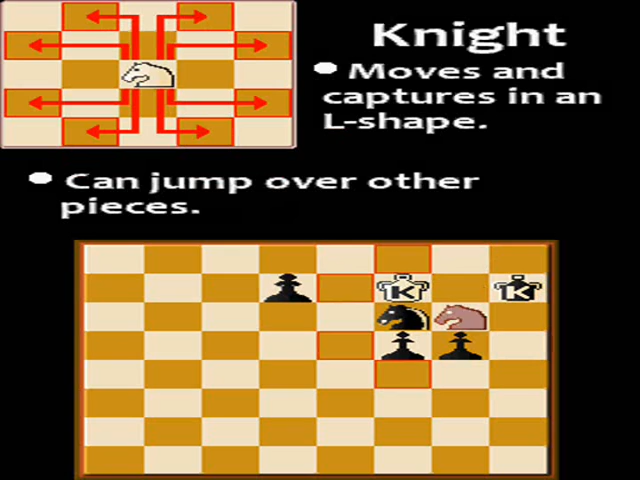 Knight
Moves and
captures in an
L-shape.
Can jump over other
pieces.
K K